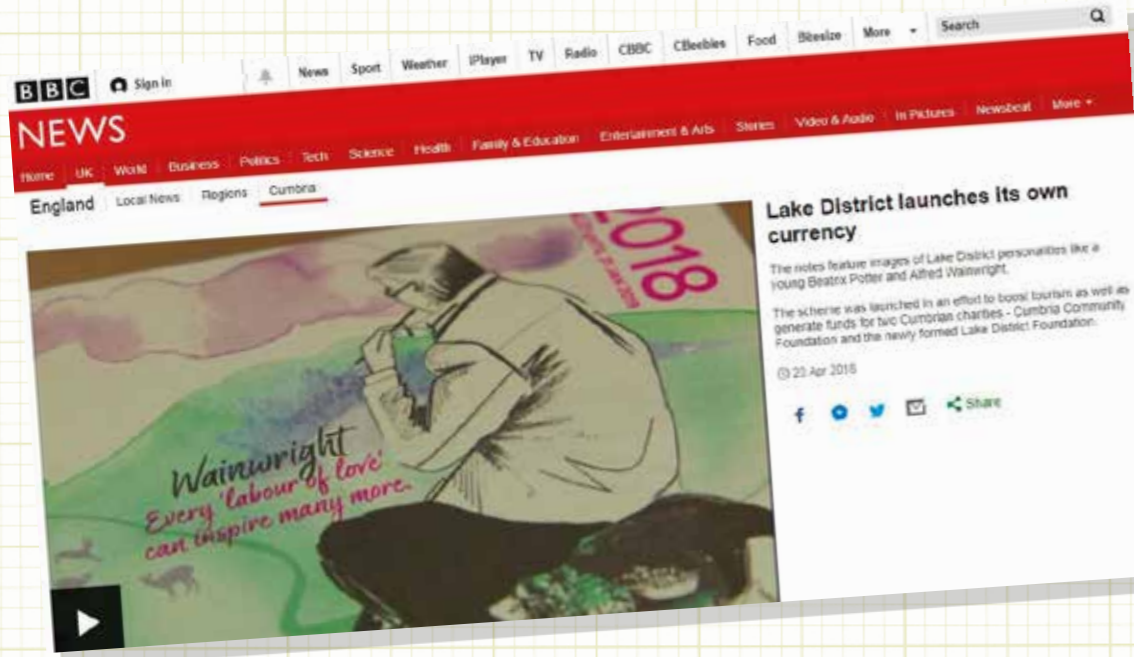 BBC Sign in News Sport Weather iPlayer TV Radio CBBC CBeebies Food Bitesize More Search
NEWS
Home UK World Business Politics Tech Science Health Family & Education Entertainment & Arts Stories Video & Audio In Pictures Newsbeat More
England Local News Regions Cumbria
2018
Wainwright
Every 'labour of love'
can inspire many more.
Lake District launches its own
currency
The notes feature images of Lake District personalities like a
young Beatrix Potter and Alfred Wainwright.
The scheme was launched in an effort to boost tourism as well as
generate funds for two Cumbrian charities - Cumbria Community
Foundation and the newly formed Lake District Foundation.
Apr 2018
Share